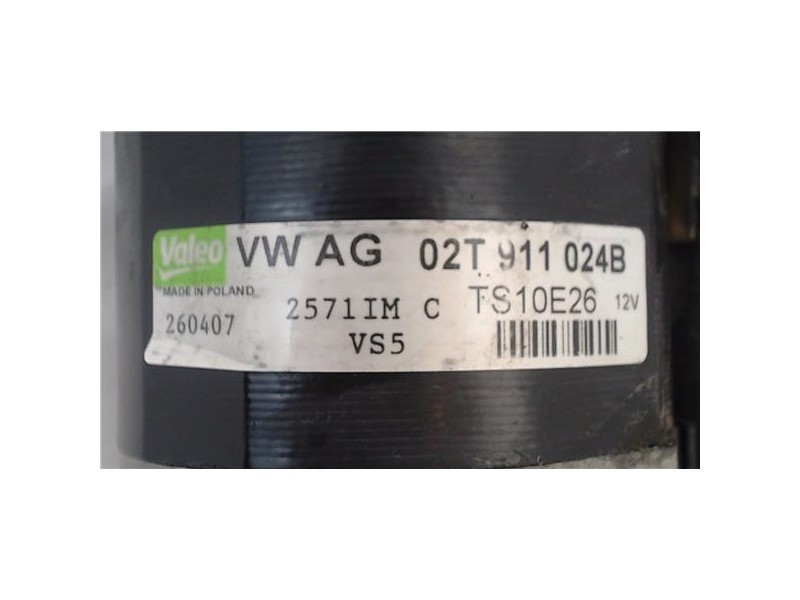 Valeo VW AG 02T 911 024B
MADE IN POLAND 2571IM C TS10E26 12V
260407 VS5